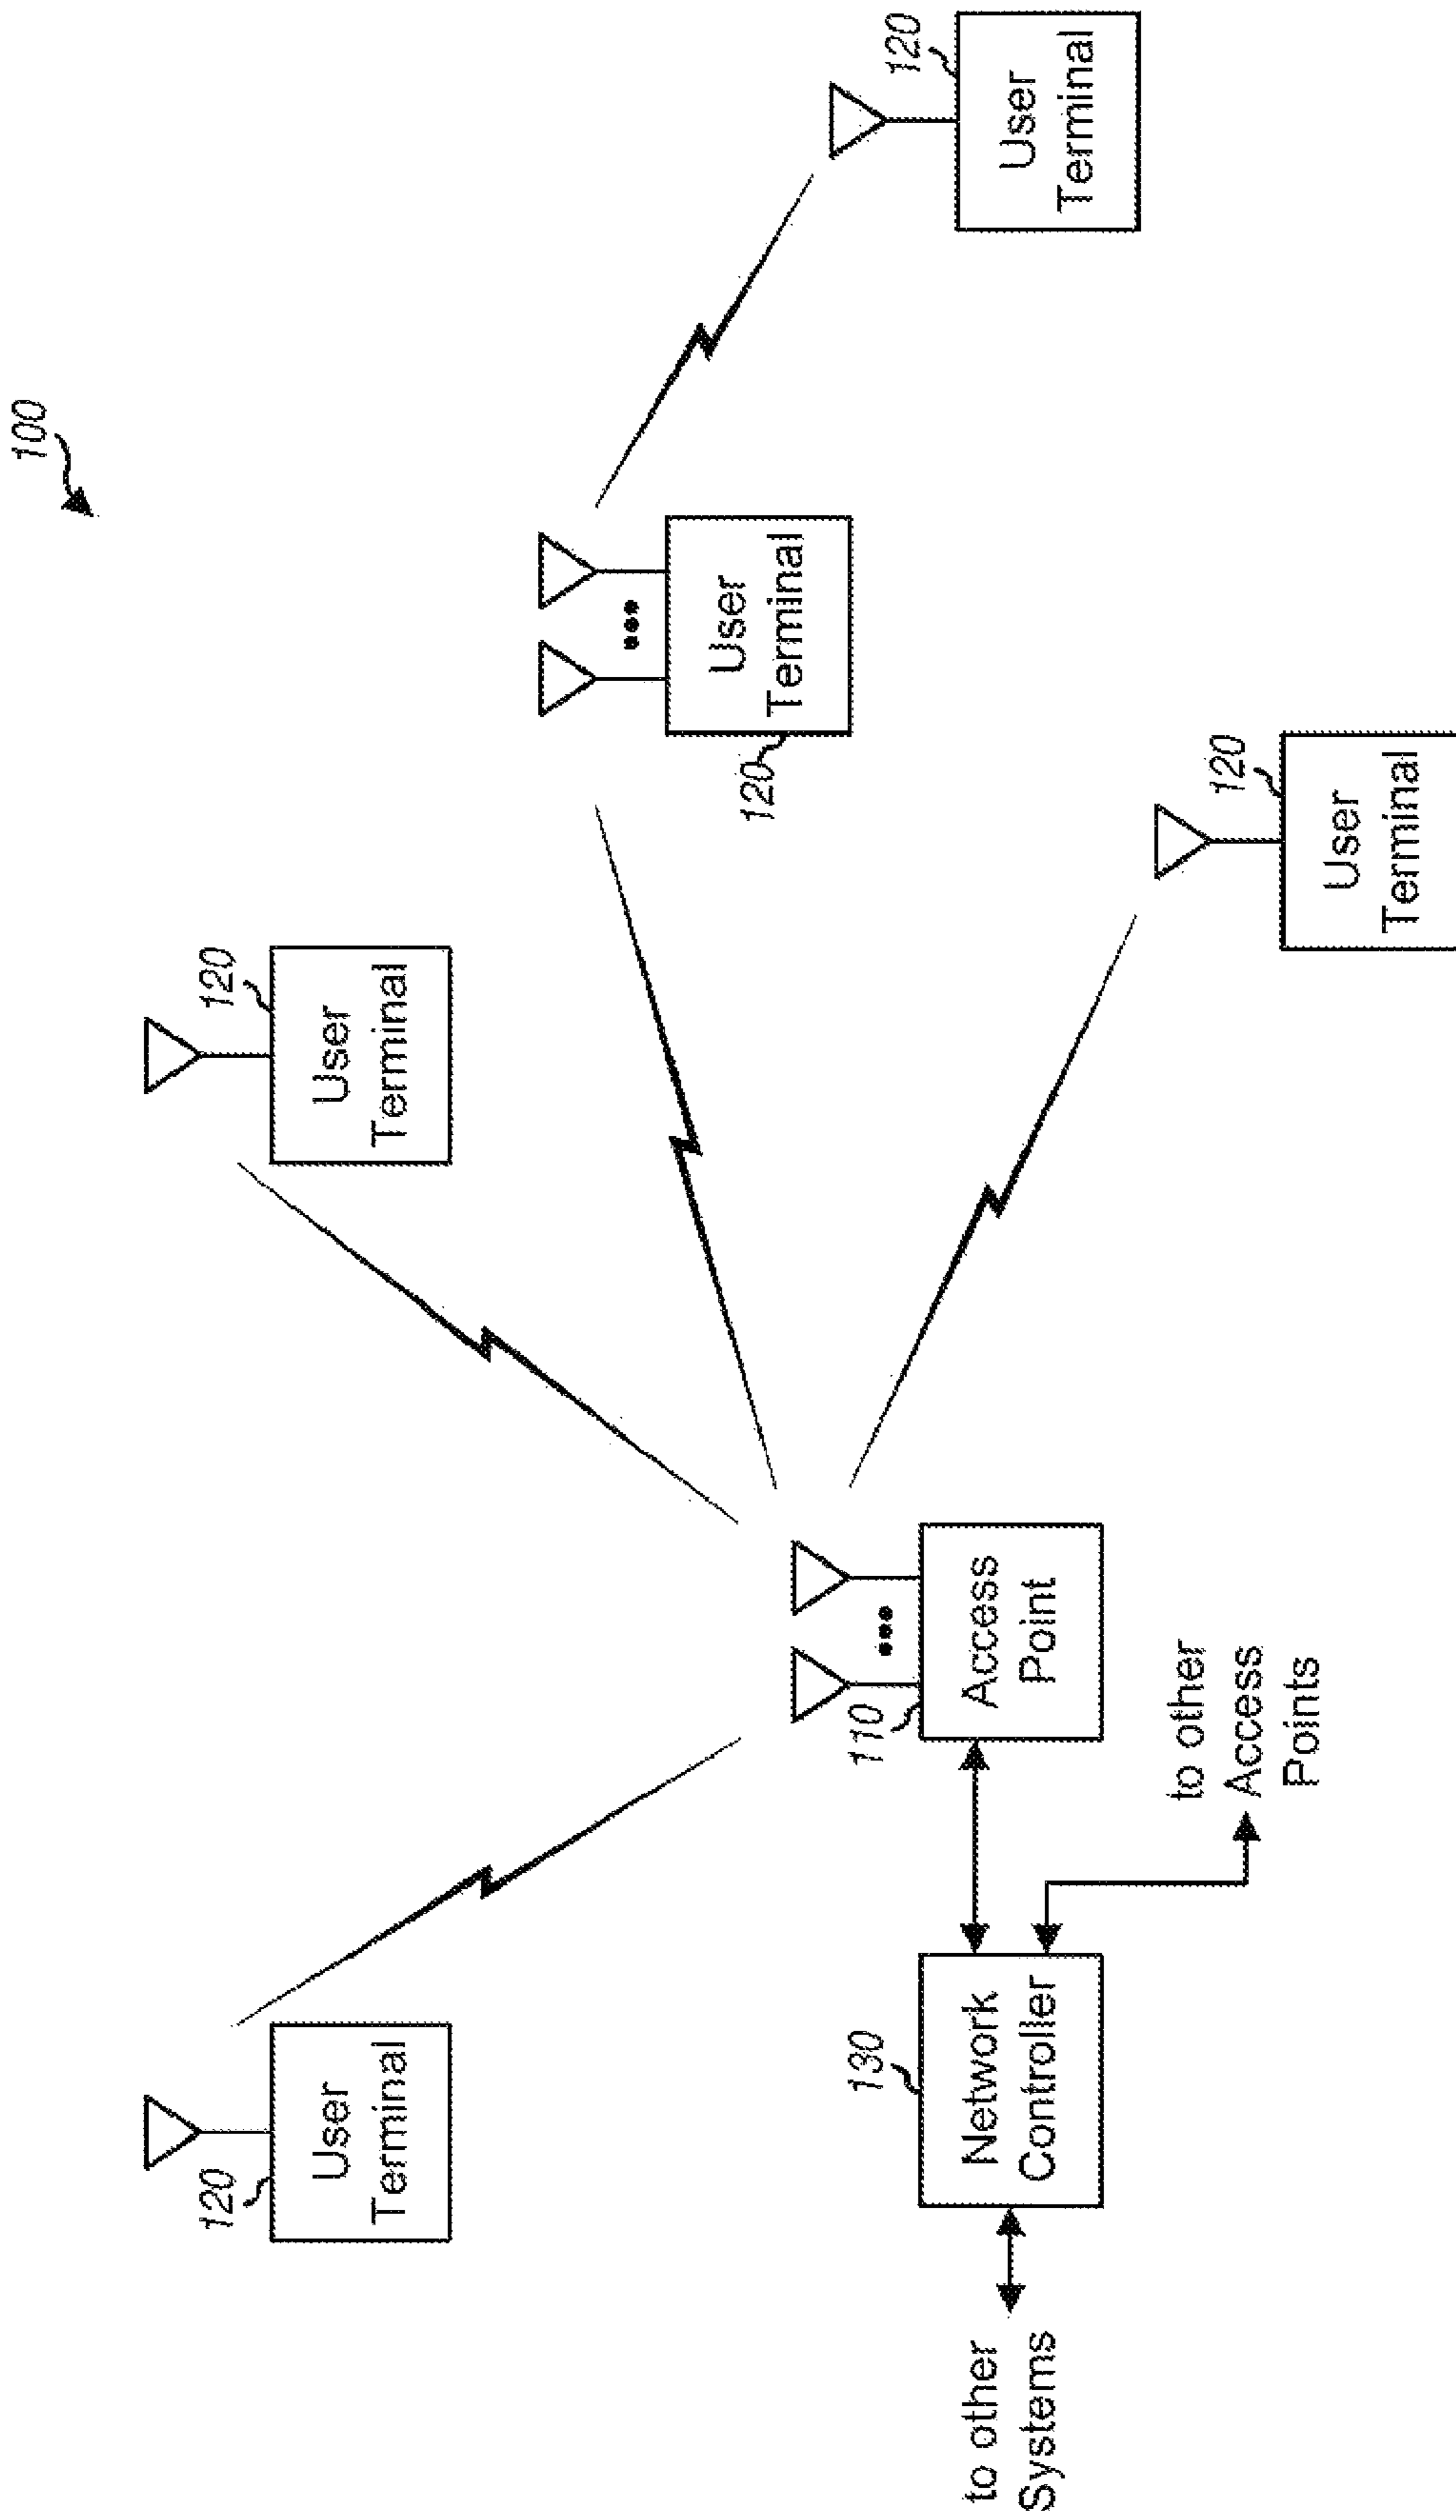 100
120
User
Terminal
120
User
Terminal
120
User
Terminal
120
User
Terminal
120
User
Terminal
110
Access
Point
130
Network
Controller
to other
Systems
to other
Access
Points